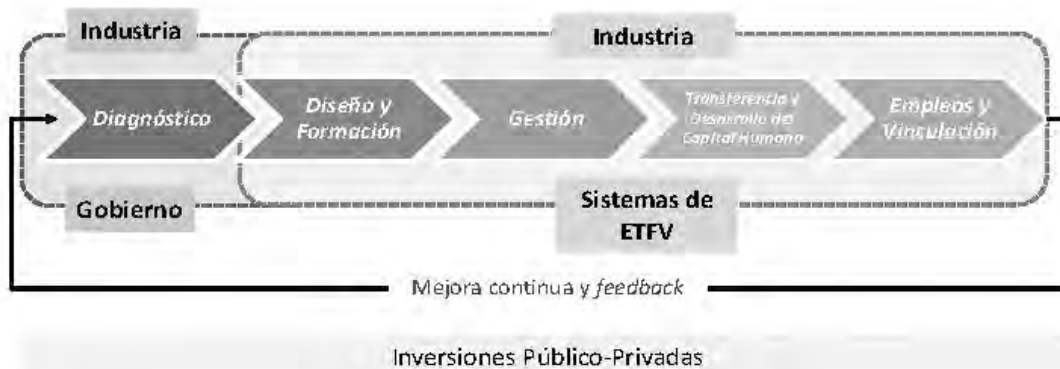 Industria
Industria
Diagnóstico
Diseño y
Formación
Gestión
Transferencia y
Desarrollo del
Capital Humano
Empleos y
Vinculación
Gobierno
Sistemas de
ETFV
Mejora continua y feedback
Inversiones Público-Privadas